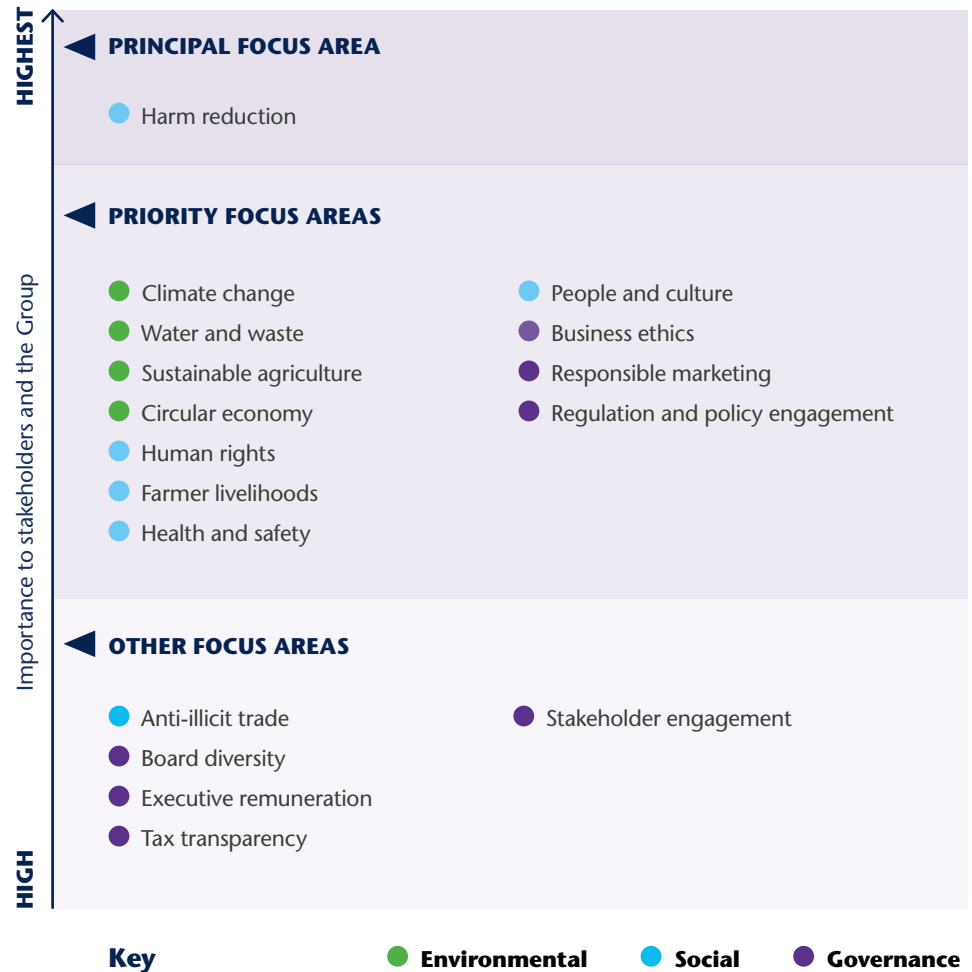 HIGHEST
Importance to stakeholders and the Group
HIGH
PRINCIPAL FOCUS AREA
Harm reduction
PRIORITY FOCUS AREAS
Climate change
Water and waste
Sustainable agriculture
Circular economy
Human rights
Farmer livelihoods
Health and safety
People and culture
Business ethics
Responsible marketing
Regulation and policy engagement
OTHER FOCUS AREAS
Anti-illicit trade
Board diversity
Executive remuneration
Tax transparency
Stakeholder engagement
Key
Environmental
Social
Governance